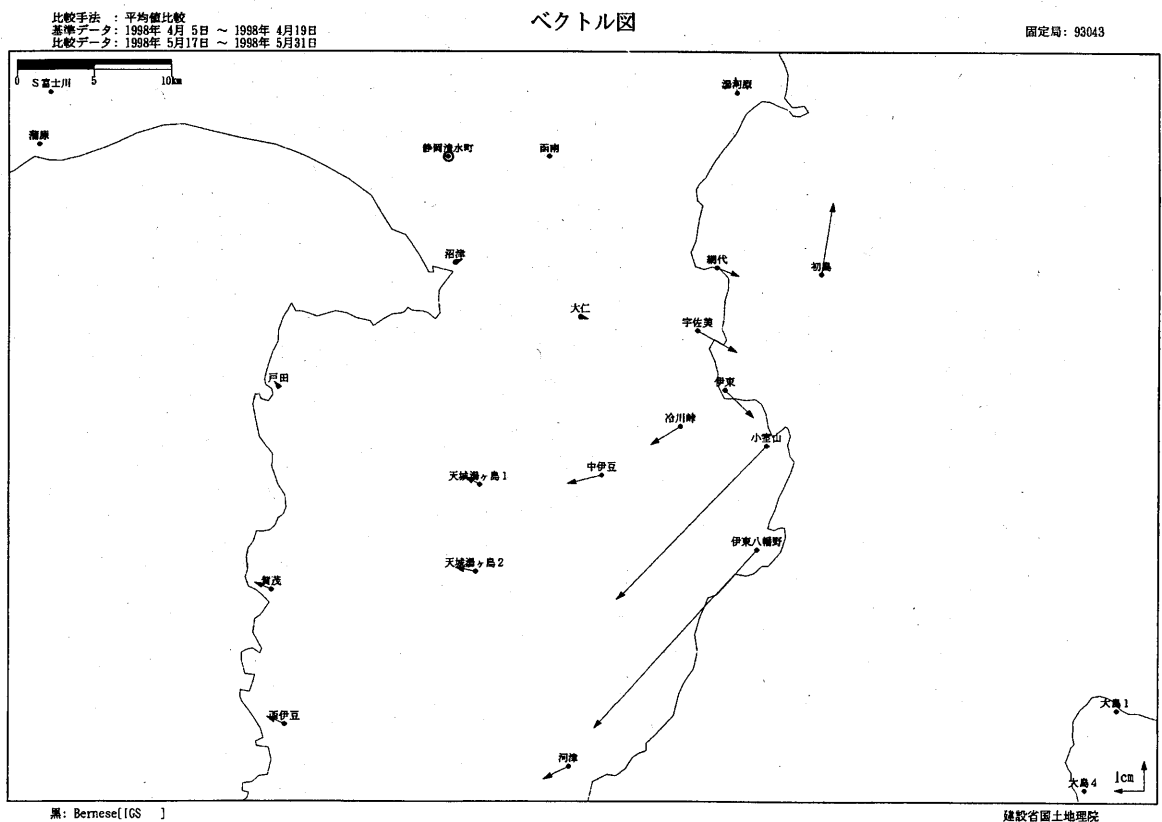 ベクトル図
比較手法 : 平均値比較
基準データ: 1998年 4月 5日 ～ 1998年 4月19日
比較データ: 1998年 5月17日 ～ 1998年 5月31日
固定局: 93043
0 5 10km
S富士川
湯河原
蒲原
静岡清水町
函南
沼津
網代
初島
大仁
宇佐美
戸田
伊東
冷川峠
小室山
中伊豆
天城湯ヶ島1
伊東八幡野
天城湯ヶ島2
賀茂
西伊豆
大島1
河津
1cm
大島4
黒: Bernese[IGS ]
建設省国土地理院